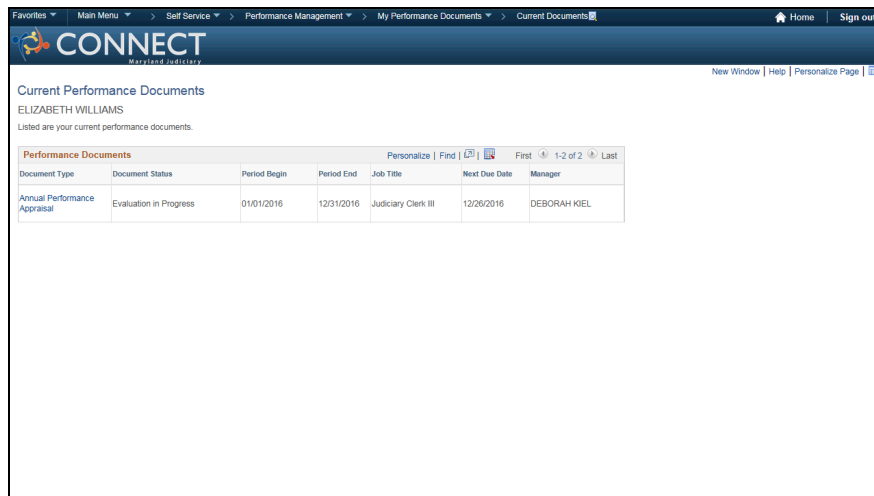 Favorites Main Menu > Self Service > Performance Management > My Performance Documents > Current Documents Home Sign out
CONNECT
Maryland Judiciary
New Window | Help | Personalize Page |
Current Performance Documents
ELIZABETH WILLIAMS
Listed are your current performance documents.
Performance Documents Personalize | Find | | First 1-2 of 2 Last
Document Type Document Status Period Begin Period End Job Title Next Due Date Manager
Annual Performance Appraisal Evaluation in Progress 01/01/2016 12/31/2016 Judiciary Clerk III 12/26/2016 DEBORAH KIEL